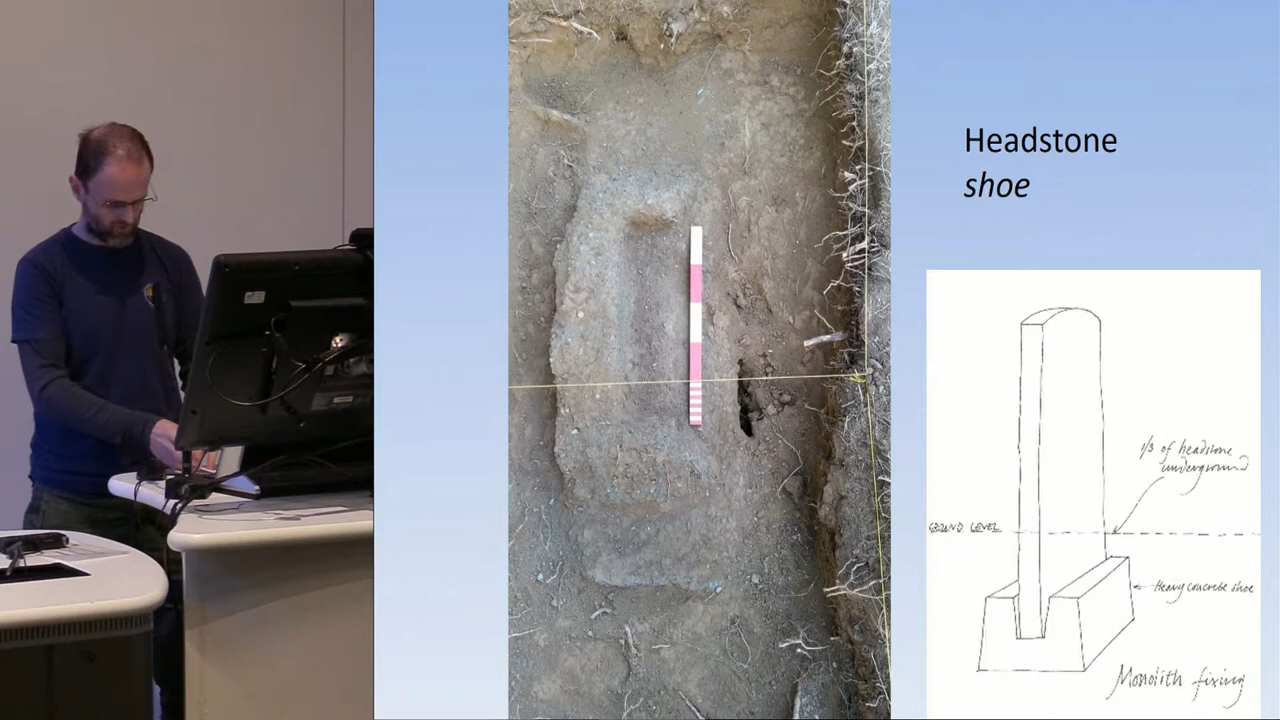 Headstone
shoe
1/3 of headstone
underground
GROUND LEVEL
Heavy concrete shoe
Monolith fixing